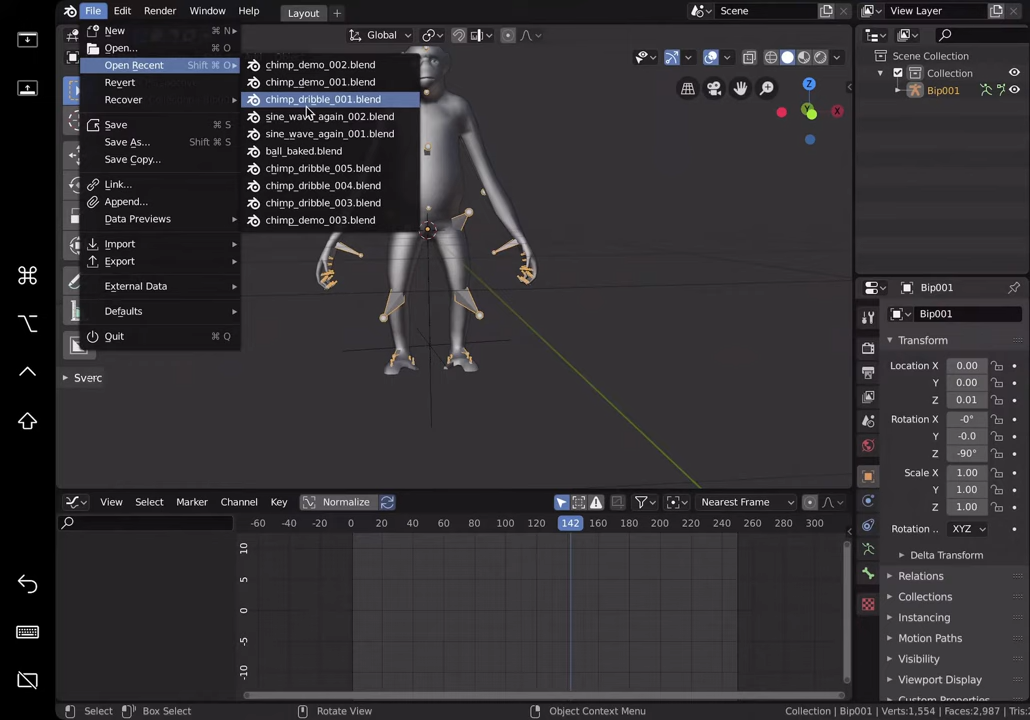 File Edit Render Window Help Layout + Scene View Layer
New ⌘ N
Open... ⌘ O
Open Recent Shift ⌘ O
Revert
Recover
Save ⌘ S
Save As... Shift ⌘ S
Save Copy...
Link...
Append...
Data Previews
Import
Export
External Data
Defaults
Quit ⌘ Q
chimp_demo_002.blend
chimp_demo_001.blend
chimp_dribble_001.blend
sine_wave_again_002.blend
sine_wave_again_001.blend
ball_baked.blend
chimp_dribble_005.blend
chimp_dribble_004.blend
chimp_dribble_003.blend
chimp_demo_003.blend
Global
Z
Y
Sverc
Scene Collection
Collection
Bip001
Bip001
Bip001
Transform
Location X 0.00
Y 0.00
Z 0.01
Rotation X -0°
Y -0.0
Z -90°
Scale X 1.00
Y 1.00
Z 1.00
Rotation .. XYZ
Delta Transform
Relations
Collections
Instancing
Motion Paths
Visibility
Viewport Display
Custom Properties
View Select Marker Channel Key Normalize Nearest Frame
-60 -40 -20 0 20 40 60 80 100 120 142 160 180 200 220 240 260 280 300
10
5
0
-5
-10
Select Box Select Rotate View Object Context Menu Collection | Bip001 | Verts:1,554 | Faces:2,987 | Tris: